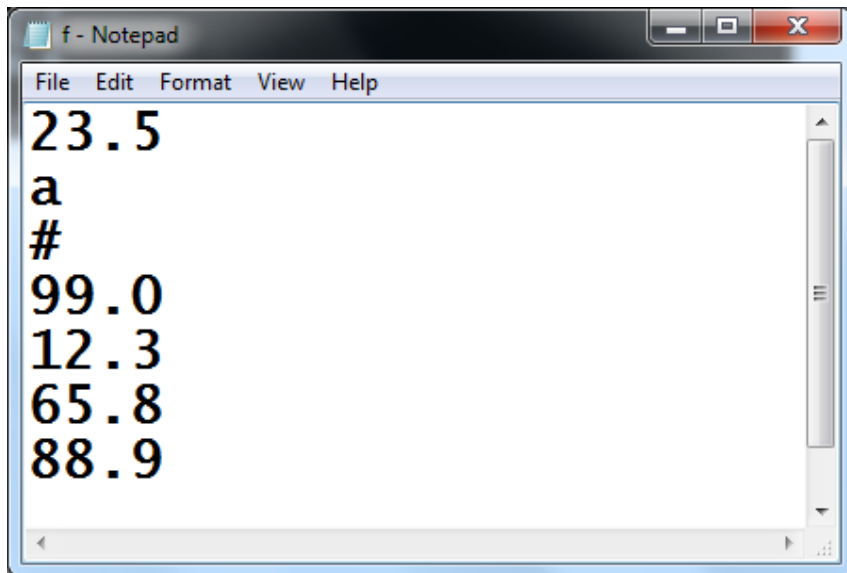 f - Notepad
File Edit Format View Help
23.5
a
#
99.0
12.3
65.8
88.9